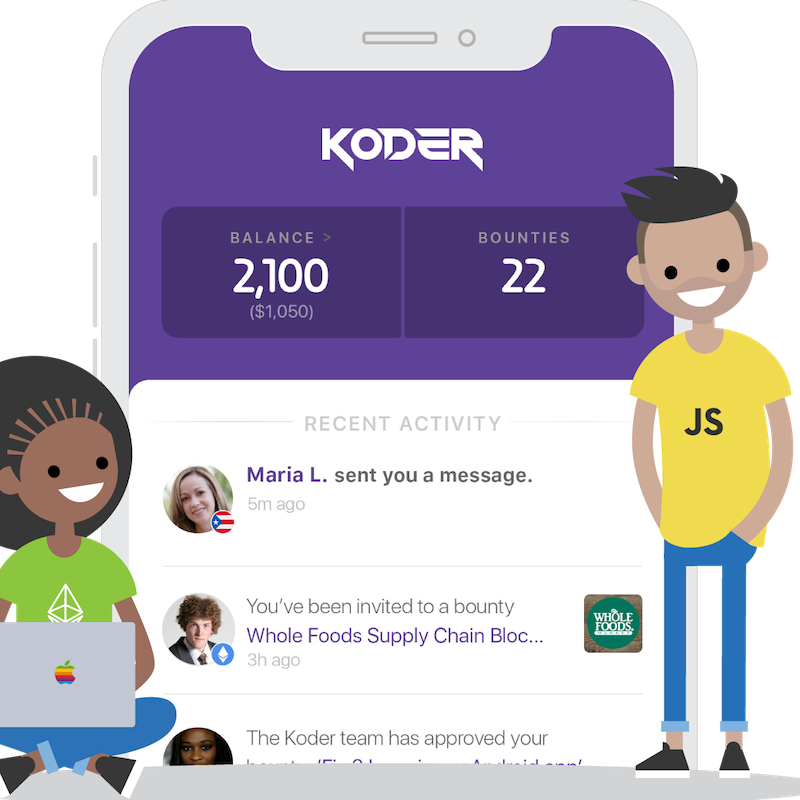 KODER
BALANCE >
2,100
($1,050)
BOUNTIES
22
JS
RECENT ACTIVITY
Maria L. sent you a message.
5m ago
You’ve been invited to a bounty
Whole Foods Supply Chain Bloc...
3h ago
WHOLE
FOODS
MARKET
The Koder team has approved your